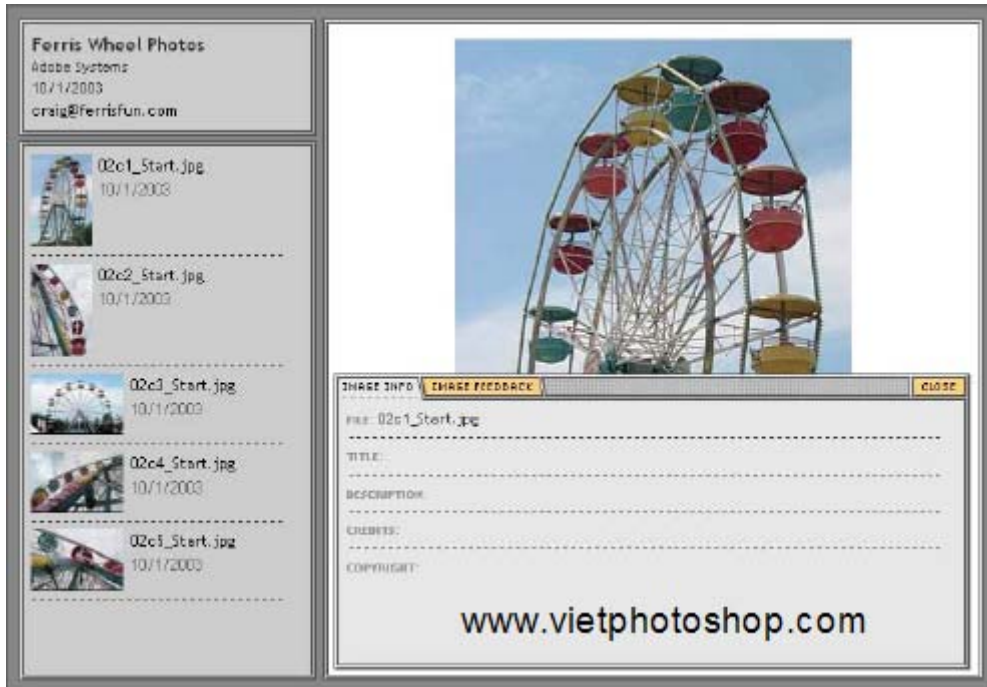 Ferris Wheel Photos
Adobe Systems
10/1/2003
craig@ferrisfun.com
02c1_Start.jpg
10/1/2003
02c2_Start.jpg
10/1/2003
02c3_Start.jpg
10/1/2003
02c4_Start.jpg
10/1/2003
02c5_Start.jpg
10/1/2003
IMAGE INFO IMAGE FEEDBACK CLOSE
FILE: 02c1_Start.jpg
TITLE:
DESCRIPTION:
CREDITS:
COPYRIGHT:
www.vietphotoshop.com